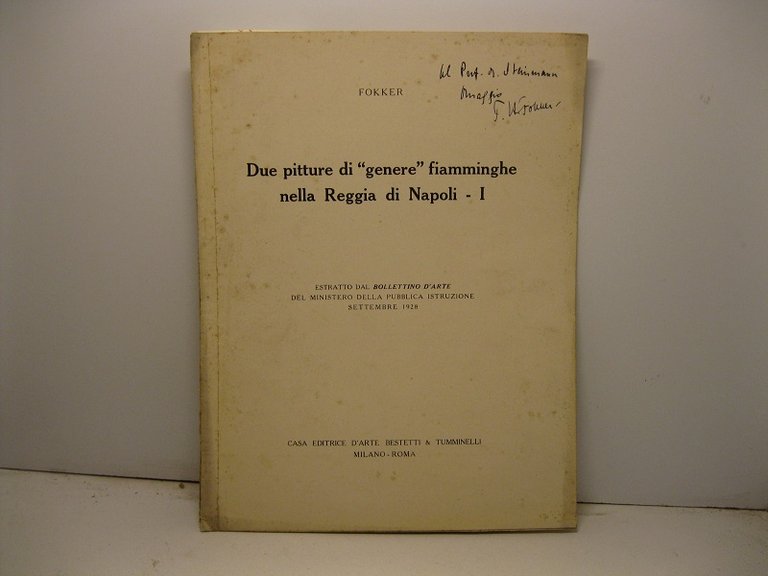 Al Prof. Dr. Steinmann
omaggio
FOKKER
Due pitture di “genere” fiamminghe
nella Reggia di Napoli - I
ESTRATTO DAL BOLLETTINO D'ARTE
DEL MINISTERO DELLA PUBBLICA ISTRUZIONE
SETTEMBRE 1928
CASA EDITRICE D'ARTE BESTETTI & TUMMINELLI
MILANO - ROMA